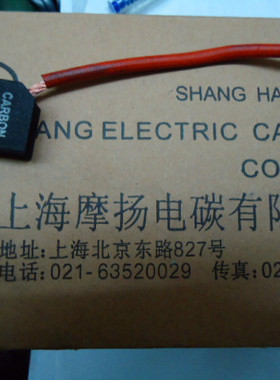 CARBON
SHANG HA
ANG ELECTRIC CA
CO
上海摩扬电碳有限
地址:上海北京东路827号
电话:021-63520029 传真:02